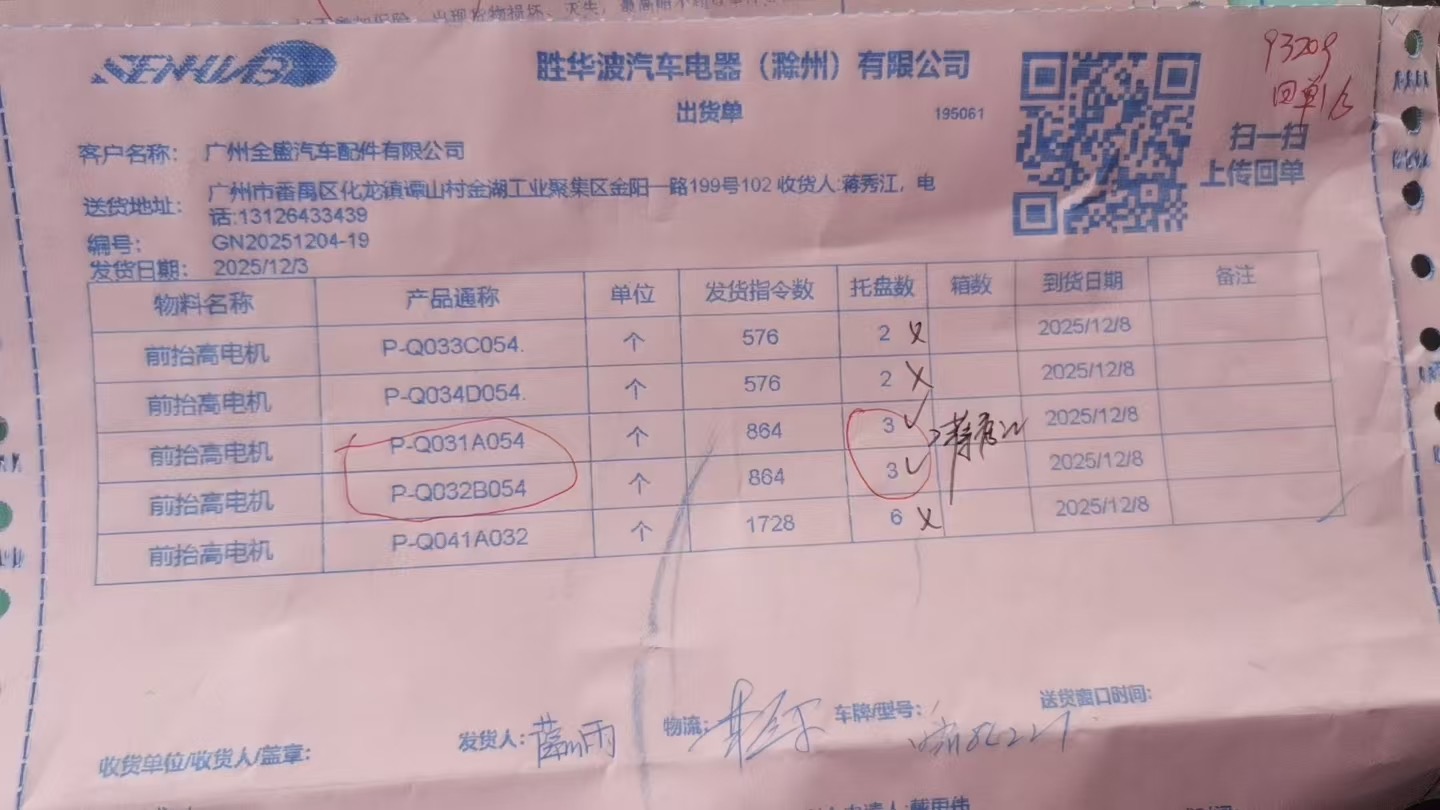 SENHWB
胜华波汽车电器（滁州）有限公司
出货单
195061
93209
回单1份
扫一扫
上传回单
客户名称： 广州全盛汽车配件有限公司
送货地址： 广州市番禺区化龙镇谭山村金湖工业聚集区金阳一路199号102 收货人:蒋秀江，电
话:13126433439
编号： GN20251204-19
发货日期： 2025/12/3
物料名称 产品通称 单位 发货指令数 托盘数 箱数 到货日期 备注
前抬高电机 P-Q033C054. 个 576 2 × 2025/12/8
前抬高电机 P-Q034D054. 个 576 2 × 2025/12/8
前抬高电机 P-Q031A054 个 864 3 ✓ 2025/12/8
蒋秀江
前抬高电机 P-Q032B054 个 864 3 ✓ 2025/12/8
前抬高电机 P-Q041A032 个 1728 6 × 2025/12/8
收货单位/收货人/盖章: 发货人: 物流: 车牌/型号: 送货窗口时间: